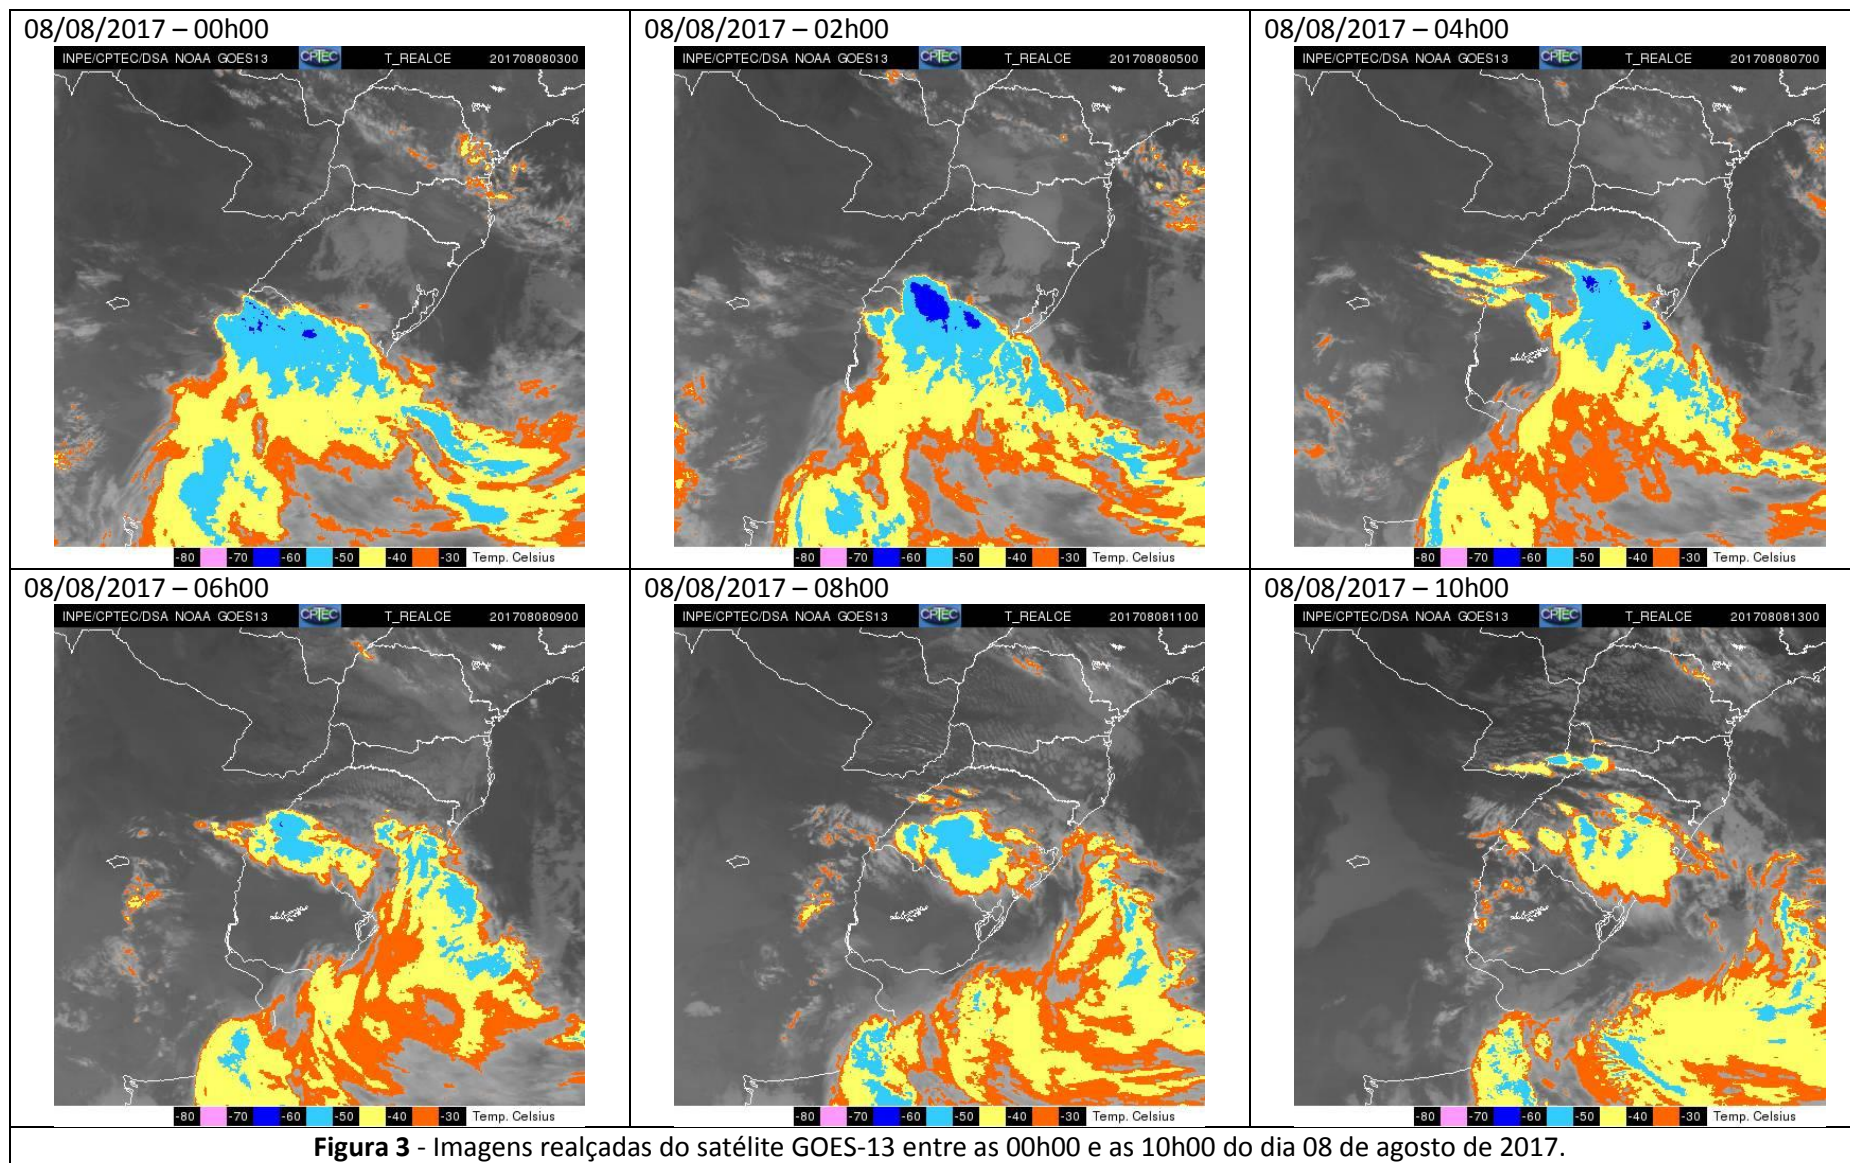 08/08/2017 – 00h00
INPE/CPTEC/DSA NOAA GOES13 CPTEC T_REALCE 201708080300
-80 -70 -60 -50 -40 -30 Temp. Celsius
08/08/2017 – 02h00
INPE/CPTEC/DSA NOAA GOES13 CPTEC T_REALCE 201708080500
-80 -70 -60 -50 -40 -30 Temp. Celsius
08/08/2017 – 04h00
INPE/CPTEC/DSA NOAA GOES13 CPTEC T_REALCE 201708080700
-80 -70 -60 -50 -40 -30 Temp. Celsius
08/08/2017 – 06h00
INPE/CPTEC/DSA NOAA GOES13 CPTEC T_REALCE 201708080900
-80 -70 -60 -50 -40 -30 Temp. Celsius
08/08/2017 – 08h00
INPE/CPTEC/DSA NOAA GOES13 CPTEC T_REALCE 201708081100
-80 -70 -60 -50 -40 -30 Temp. Celsius
08/08/2017 – 10h00
INPE/CPTEC/DSA NOAA GOES13 CPTEC T_REALCE 201708081300
-80 -70 -60 -50 -40 -30 Temp. Celsius
Figura 3 - Imagens realçadas do satélite GOES-13 entre as 00h00 e as 10h00 do dia 08 de agosto de 2017.